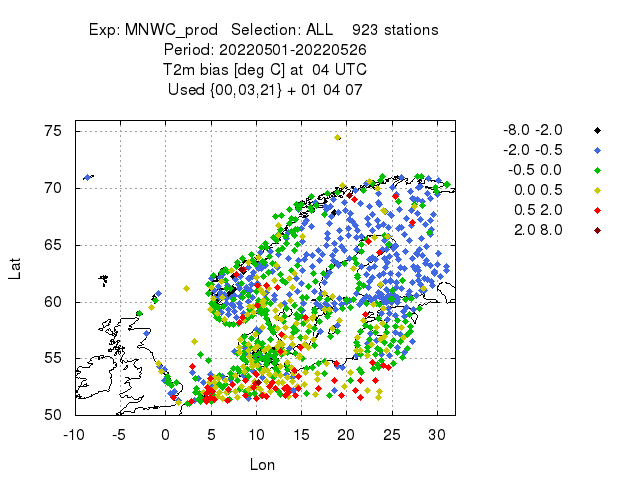 Exp: MNWC_prod   Selection: ALL    923 stations
Period: 20220501-20220526
T2m bias [deg C] at  04 UTC
Used {00,03,21} + 01 04 07
-8.0 -2.0
-2.0 -0.5
-0.5 0.0
0.0 0.5
0.5 2.0
2.0 8.0
75
70
65
60
55
50
Lat
-10 -5 0 5 10 15 20 25 30
Lon